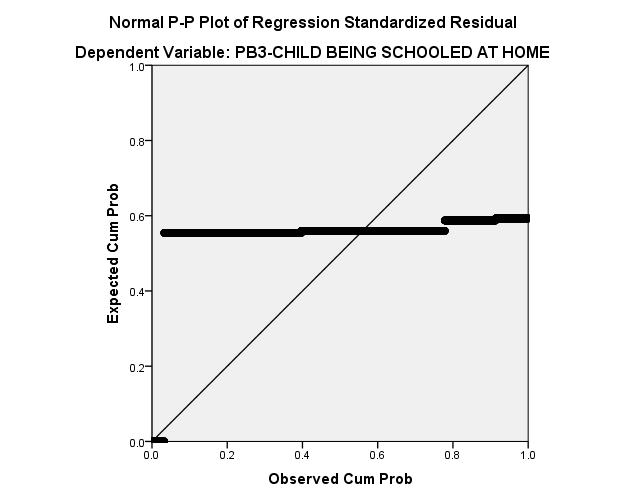 Normal P-P Plot of Regression Standardized Residual
Dependent Variable: PB3-CHILD BEING SCHOOLED AT HOME
1.0
0.8
0.6
0.4
0.2
0.0
Expected Cum Prob
0.0 0.2 0.4 0.6 0.8 1.0
Observed Cum Prob